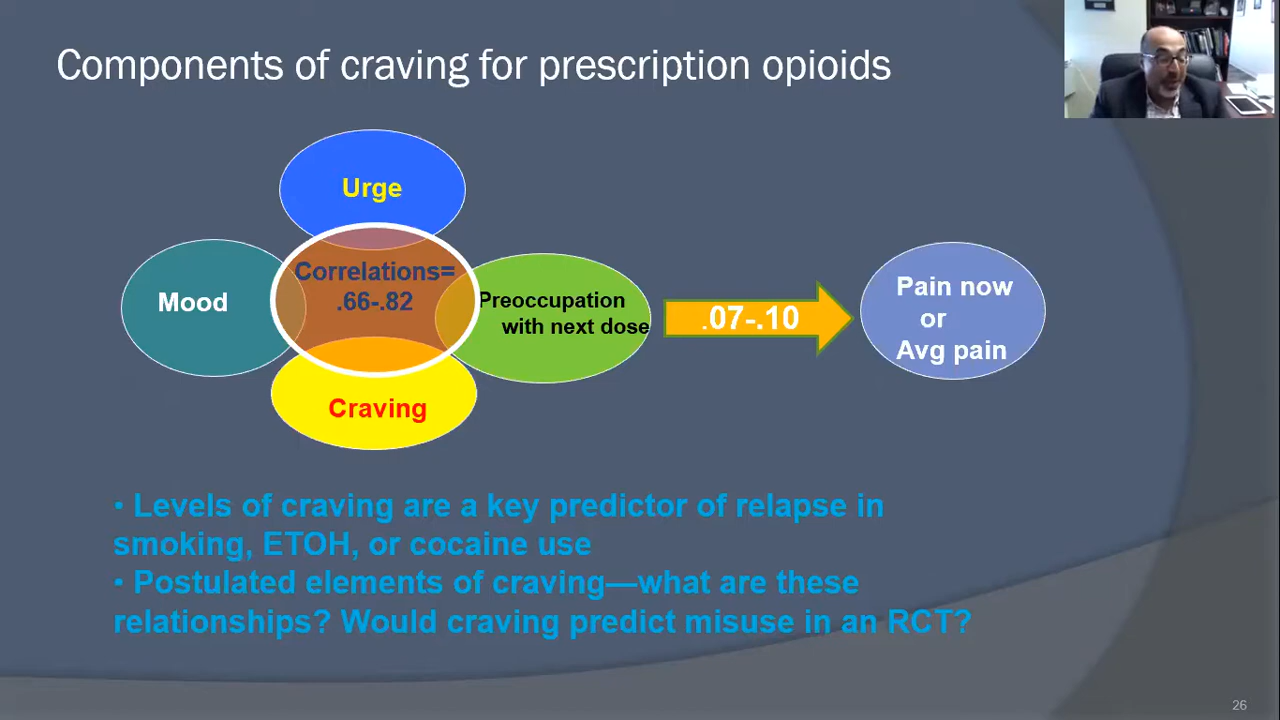 Components of craving for prescription opioids
Urge
Mood
Correlations=
.66-.82
Preoccupation
with next dose
Craving
.07-.10
Pain now
or
Avg pain
• Levels of craving are a key predictor of relapse in
smoking, ETOH, or cocaine use
• Postulated elements of craving—what are these
relationships? Would craving predict misuse in an RCT?
26